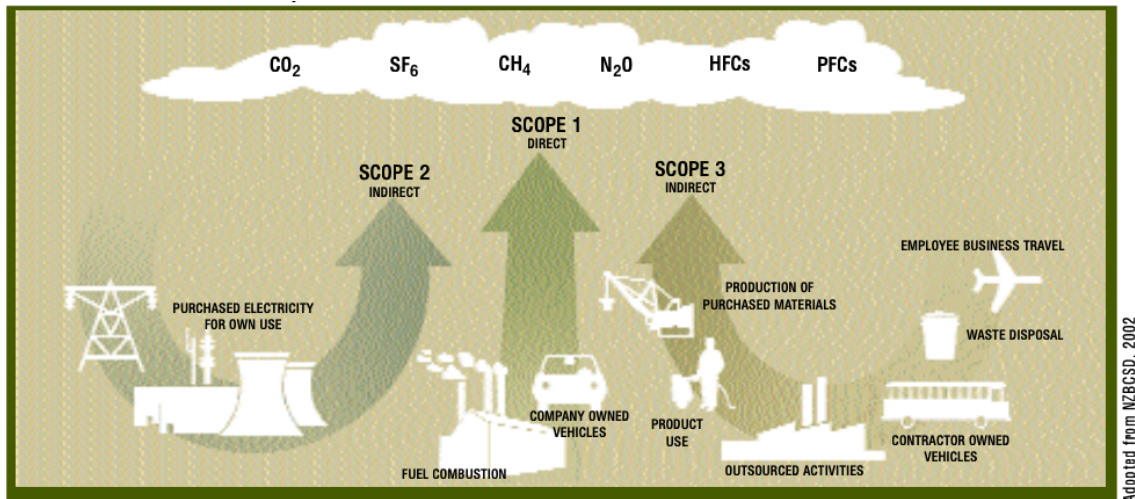 CO2
SF6
CH4
N2O
HFCs
PFCs
SCOPE 1
DIRECT
SCOPE 2
INDIRECT
SCOPE 3
INDIRECT
EMPLOYEE BUSINESS TRAVEL
PURCHASED ELECTRICITY
FOR OWN USE
PRODUCTION OF
PURCHASED MATERIALS
WASTE DISPOSAL
COMPANY OWNED
VEHICLES
PRODUCT
USE
CONTRACTOR OWNED
VEHICLES
FUEL COMBUSTION
OUTSOURCED ACTIVITIES
Adopted from NZBCSD, 2002